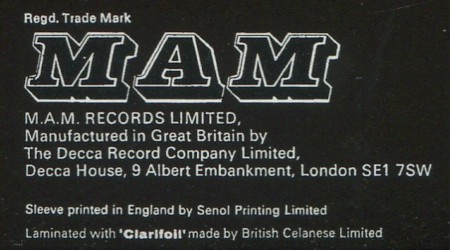 Regd. Trade Mark
MAM
M.A.M. RECORDS LIMITED,
Manufactured in Great Britain by
The Decca Record Company Limited,
Decca House, 9 Albert Embankment, London SE1 7SW
Sleeve printed in England by Senol Printing Limited
Laminated with 'Clarifoil' made by British Celanese Limited